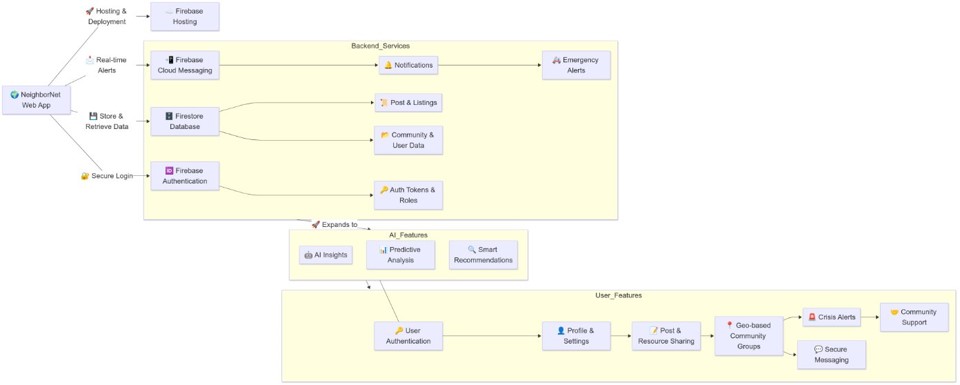 🚀 Hosting &
Deployment
☁️ Firebase
Hosting
Backend_Services
📩 Real-time
Alerts
📲 Firebase
Cloud Messaging
🔔 Notifications
🚑 Emergency
Alerts
🌍 NeighborNet
Web App
📜 Post & Listings
💾 Store &
Retrieve Data
🗄️ Firestore
Database
📂 Community &
User Data
🔐 Secure Login
🆔 Firebase
Authentication
🔑 Auth Tokens &
Roles
🚀 Expands to
AI_Features
🤖 AI Insights
📊 Predictive
Analysis
🔍 Smart
Recommendations
User_Features
🔑 User
Authentication
👤 Profile &
Settings
📝 Post &
Resource Sharing
📍 Geo-based
Community
Groups
🚨 Crisis Alerts
🤝 Community
Support
💬 Secure
Messaging